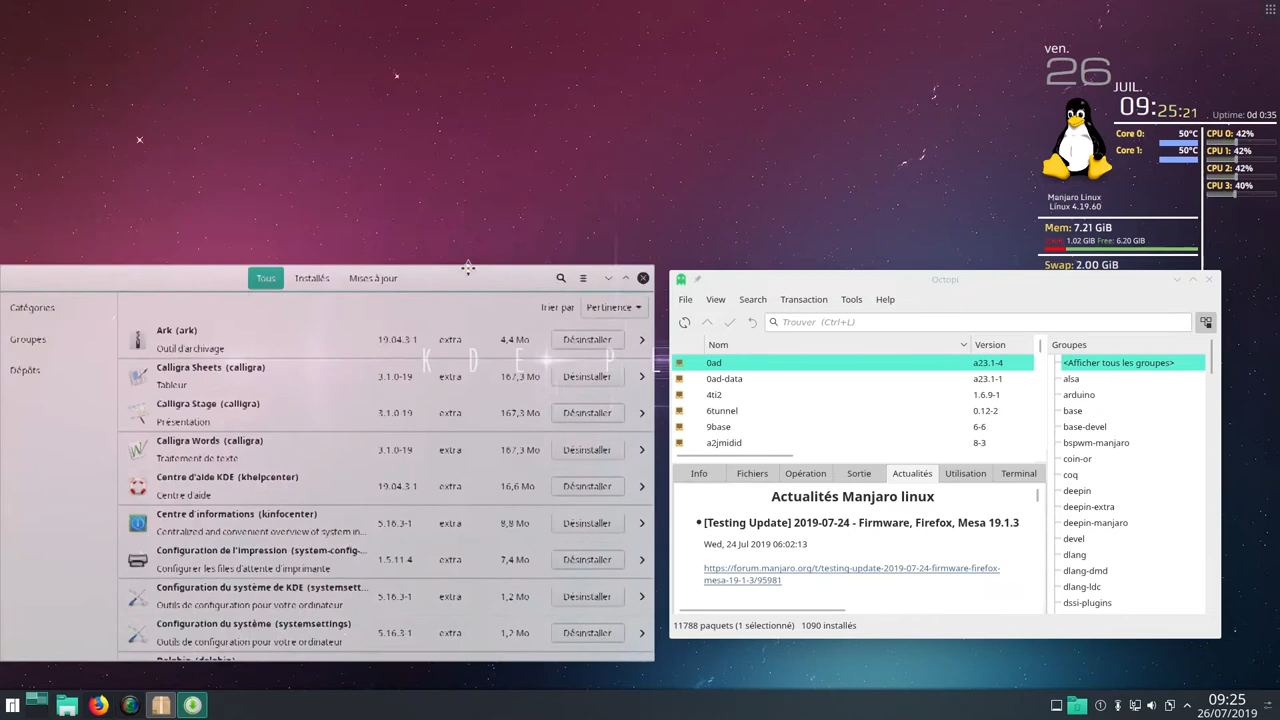 ven.
26
JUIL.
09:25:21
Uptime: 0d 0:35
Core 0: 50°C
Core 1: 50°C
CPU 0: 42%
CPU 1: 42%
CPU 2: 42%
CPU 3: 40%
Manjaro Linux
Linux 4.19.60
Mem: 7.21 GiB
1.02 GiB Free: 6.20 GiB
Swap: 2.00 GiB
Tous Installés Mises à jour
Catégories
Groupes
Dépôts
Trier par Pertinence
Ark (ark)
Outil d'archivage
19.04.3-1 extra 4,4 Mo Désinstaller
Calligra Sheets (calligra)
Tableur
3.1.0-19 extra 167,3 Mo Désinstaller
Calligra Stage (calligra)
Présentation
3.1.0-19 extra 167,3 Mo Désinstaller
Calligra Words (calligra)
Traitement de texte
3.1.0-19 extra 167,3 Mo Désinstaller
Centre d'aide KDE (khelpcenter)
Centre d'aide
19.04.3-1 extra 16,6 Mo Désinstaller
Centre d'informations (kinfocenter)
Centralized and convenient overview of system in...
5.16.3-1 extra 8,8 Mo Désinstaller
Configuration de l'impression (system-config-...
Configurer les files d'attente d'imprimante
1.5.11-4 extra 7,4 Mo Désinstaller
Configuration du système de KDE (systemsett...
Outils de configuration pour votre ordinateur
5.16.3-1 extra 1,2 Mo Désinstaller
Configuration du système (systemsettings)
Outils de configuration pour votre ordinateur
5.16.3-1 extra 1,2 Mo Désinstaller
Dolphin (dolphin)
K D E P L
Octopi
File View Search Transaction Tools Help
Trouver (Ctrl+L)
Nom Version
0ad a23.1-4
0ad-data a23.1-1
4ti2 1.6.9-1
6tunnel 0.12-2
9base 6-6
a2jmidid 8-3
Groupes
<Afficher tous les groupes>
alsa
arduino
base
base-devel
bspwm-manjaro
coin-or
coq
deepin
deepin-extra
deepin-manjaro
devel
dlang
dlang-dmd
dlang-ldc
dssi-plugins
Info Fichiers Opération Sortie Actualités Utilisation Terminal
Actualités Manjaro linux
• [Testing Update] 2019-07-24 - Firmware, Firefox, Mesa 19.1.3
Wed, 24 Jul 2019 06:02:13
https://forum.manjaro.org/t/testing-update-2019-07-24-firmware-firefox-
mesa-19-1-3/95981
11788 paquets (1 sélectionné) 1090 installés
09:25
26/07/2019